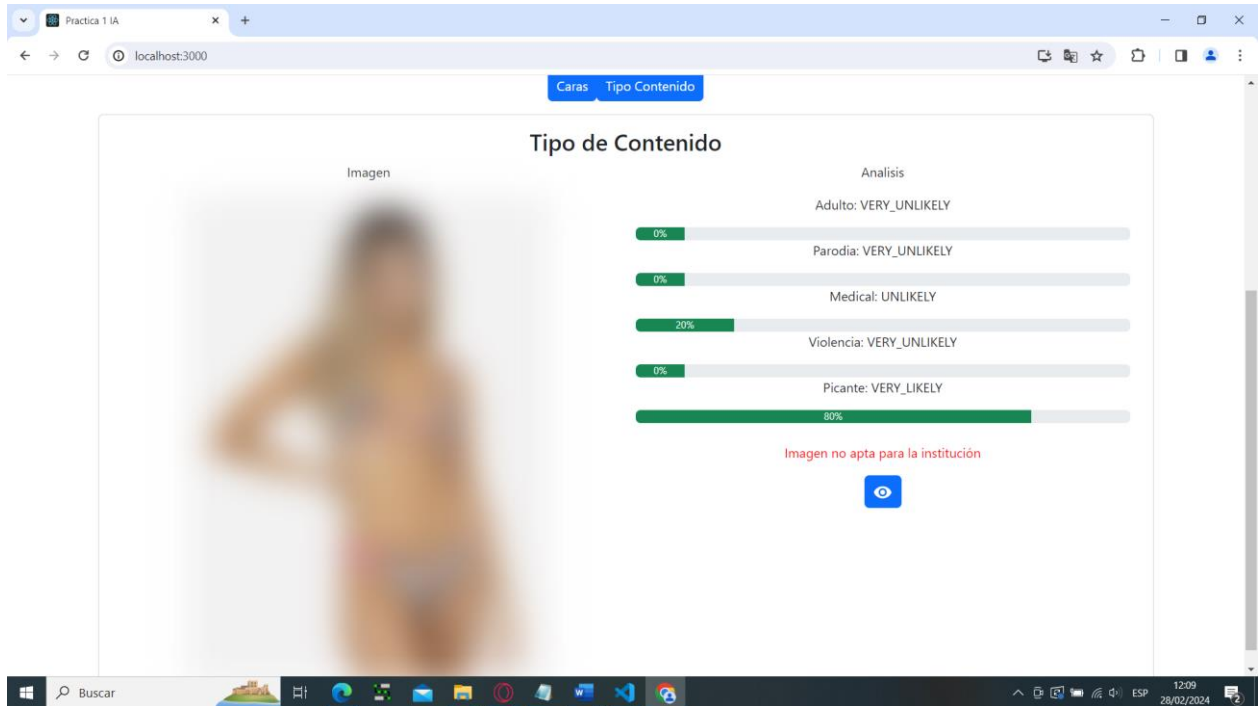 Practica 1 IA
localhost:3000
Caras Tipo Contenido
Tipo de Contenido
Imagen
Analisis
Adulto: VERY_UNLIKELY
0%
Parodia: VERY_UNLIKELY
0%
Medical: UNLIKELY
20%
Violencia: VERY_UNLIKELY
0%
Picante: VERY_LIKELY
80%
Imagen no apta para la institución
Buscar
ESP
12:09
28/02/2024
2